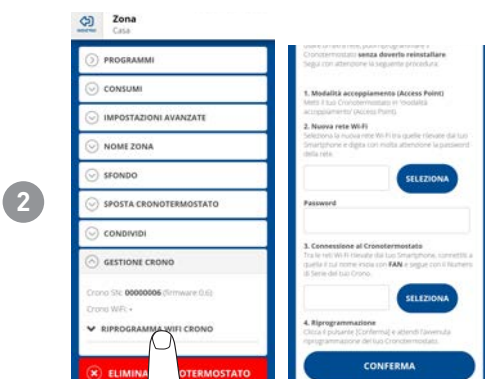 Zona
Casa
INDIETRO
PROGRAMMI
CONSUMI
IMPOSTAZIONI AVANZATE
NOME ZONA
SFONDO
SPOSTA CRONOTERMOSTATO
CONDIVIDI
GESTIONE CRONO
Crono SN: 00000006 (firmware 0.6)
Crono WiFi: •
RIPROGRAMMA WIFI CRONO
ELIMINA OTERMOSTATO
2
Cronotermostato senza doverlo reinstallare
Segui con attenzione la seguente procedura
1. Modalità accoppiamento (Access Point)
Metti il tuo Cronotermostato in 'modalità
accoppiamento' (Access Point).
2. Nuova rete Wi-Fi
Seleziona la nuova rete Wi-Fi tra quelle rilevate dal tuo
Smartphone e digita con molta attenzione la password
della rete.
SELEZIONA
Password
3. Connessione al Cronotermostato
Tra le reti Wi-Fi rilevate dal tuo Smartphone, connettiti a
quella il cui nome inizia con FAN e segue con il Numero
di Serie del tuo Crono.
SELEZIONA
4. Riprogrammazione
Clicca il pulsante [Conferma] e attendi l'avvenuta
riprogrammazione del tuo Cronotermostato.
CONFERMA